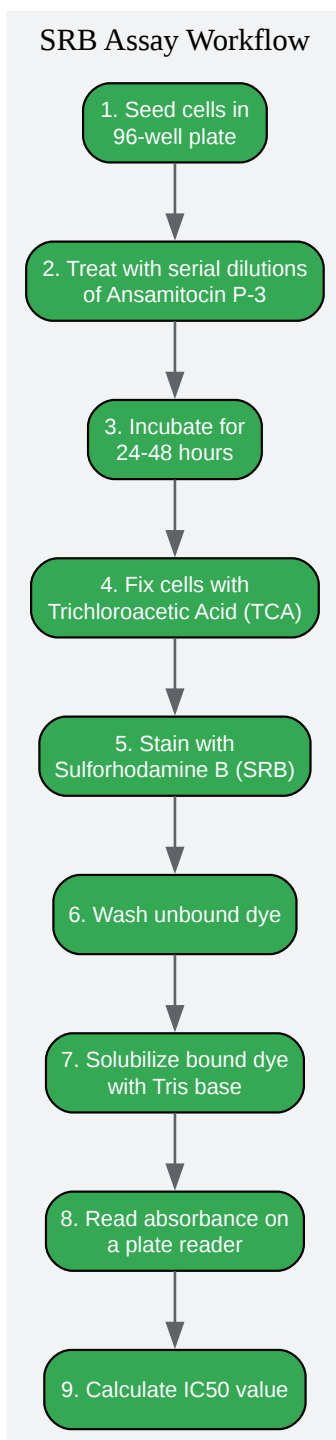 SRB Assay Workflow
1. Seed cells in
96-well plate
2. Treat with serial dilutions
of Ansamitocin P-3
3. Incubate for
24-48 hours
4. Fix cells with
Trichloroacetic Acid (TCA)
5. Stain with
Sulforhodamine B (SRB)
6. Wash unbound dye
7. Solubilize bound dye
with Tris base
8. Read absorbance on
a plate reader
9. Calculate IC50 value